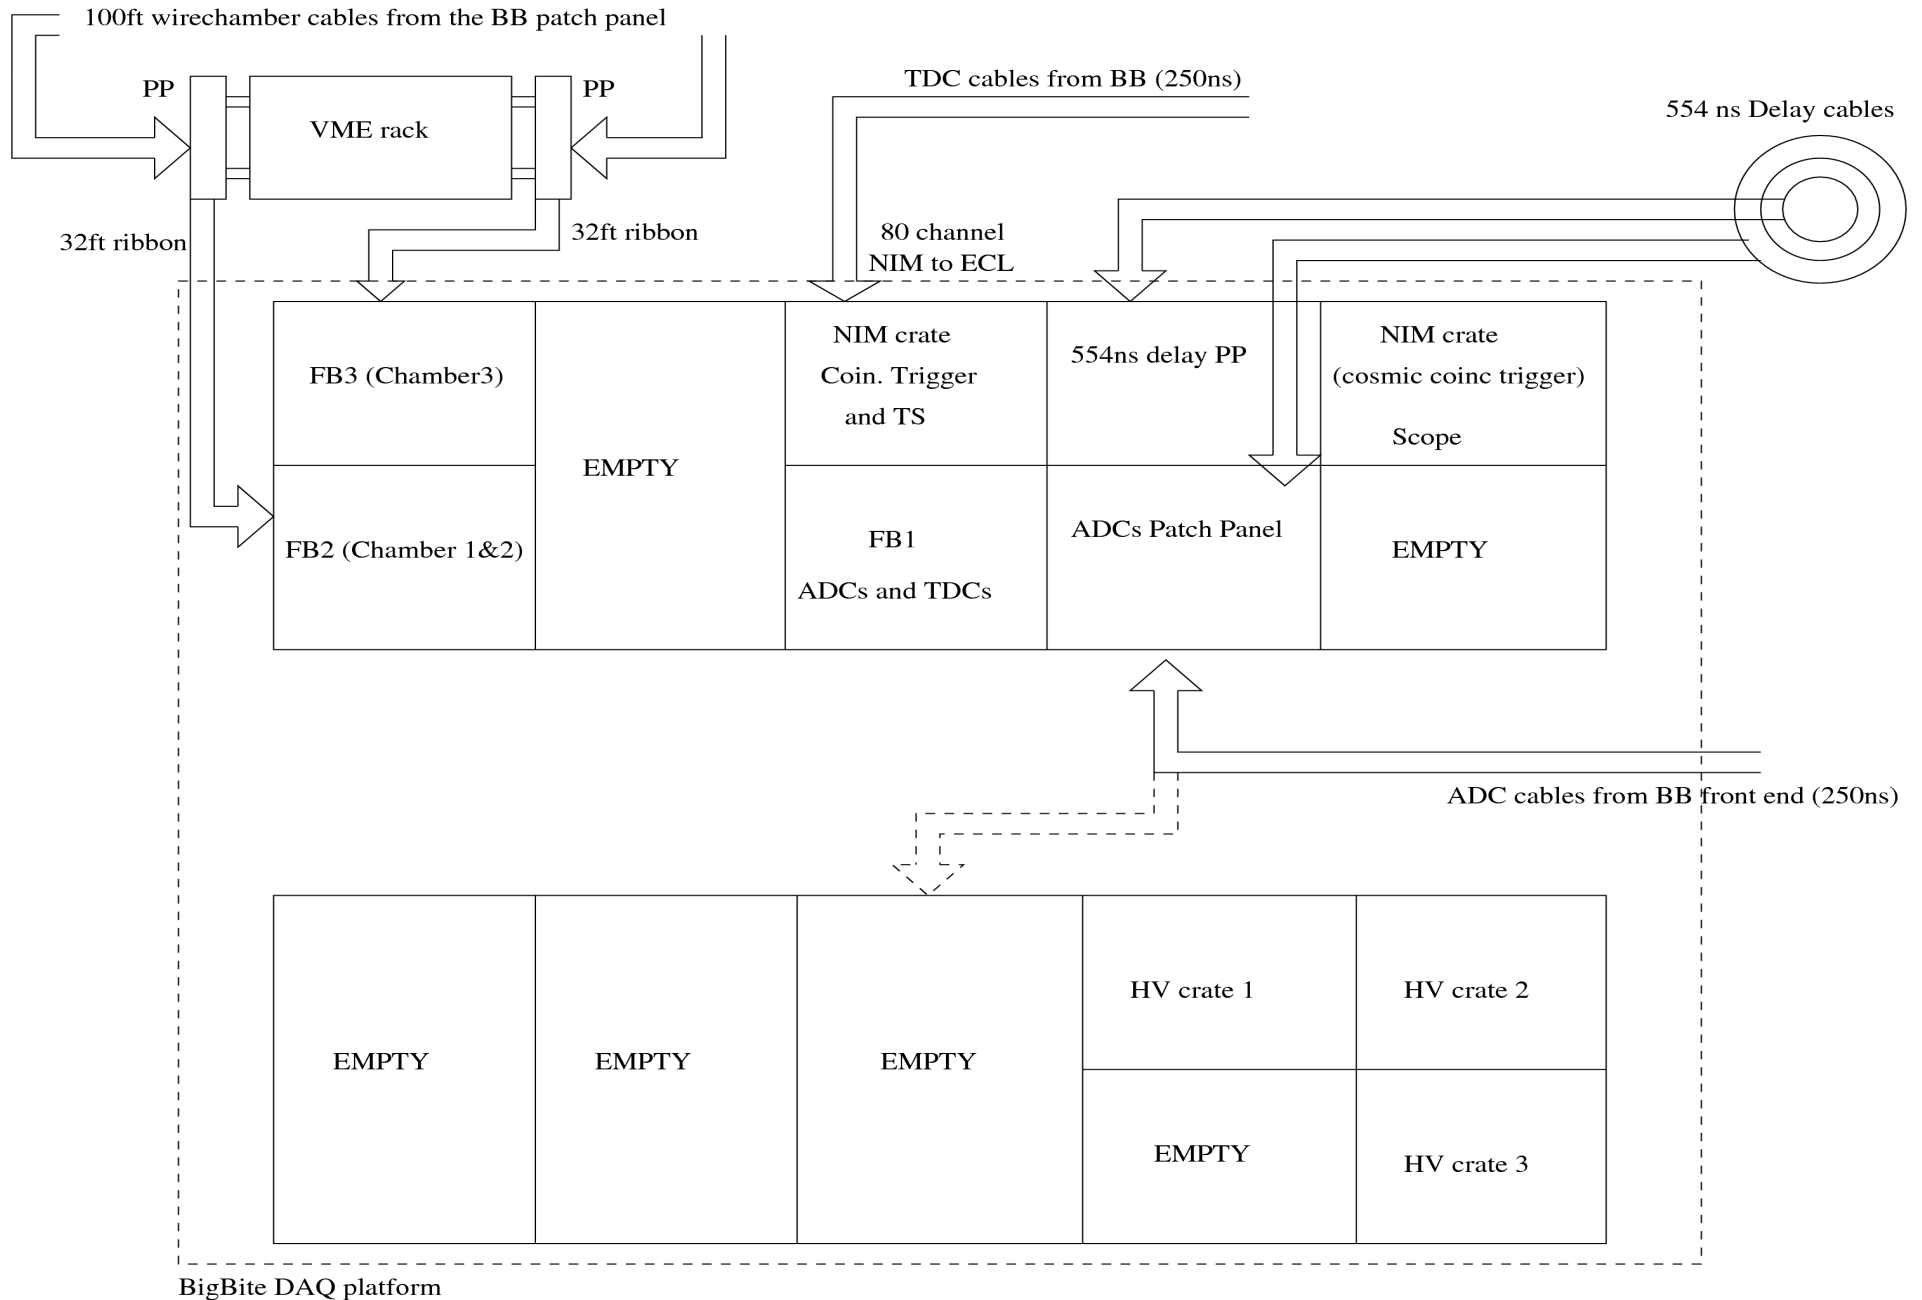 100ft wirechamber cables from the BB patch panel
PP
PP
VME rack
TDC cables from BB (250ns)
554 ns Delay cables
32ft ribbon
32ft ribbon
80 channel
NIM to ECL
FB3 (Chamber3)
FB2 (Chamber 1&2)
EMPTY
NIM crate
Coin. Trigger
and TS
FB1
ADCs and TDCs
554ns delay PP
ADCs Patch Panel
NIM crate
(cosmic coinc trigger)
Scope
EMPTY
ADC cables from BB front end (250ns)
EMPTY
EMPTY
EMPTY
HV crate 1
HV crate 2
EMPTY
HV crate 3
BigBite DAQ platform